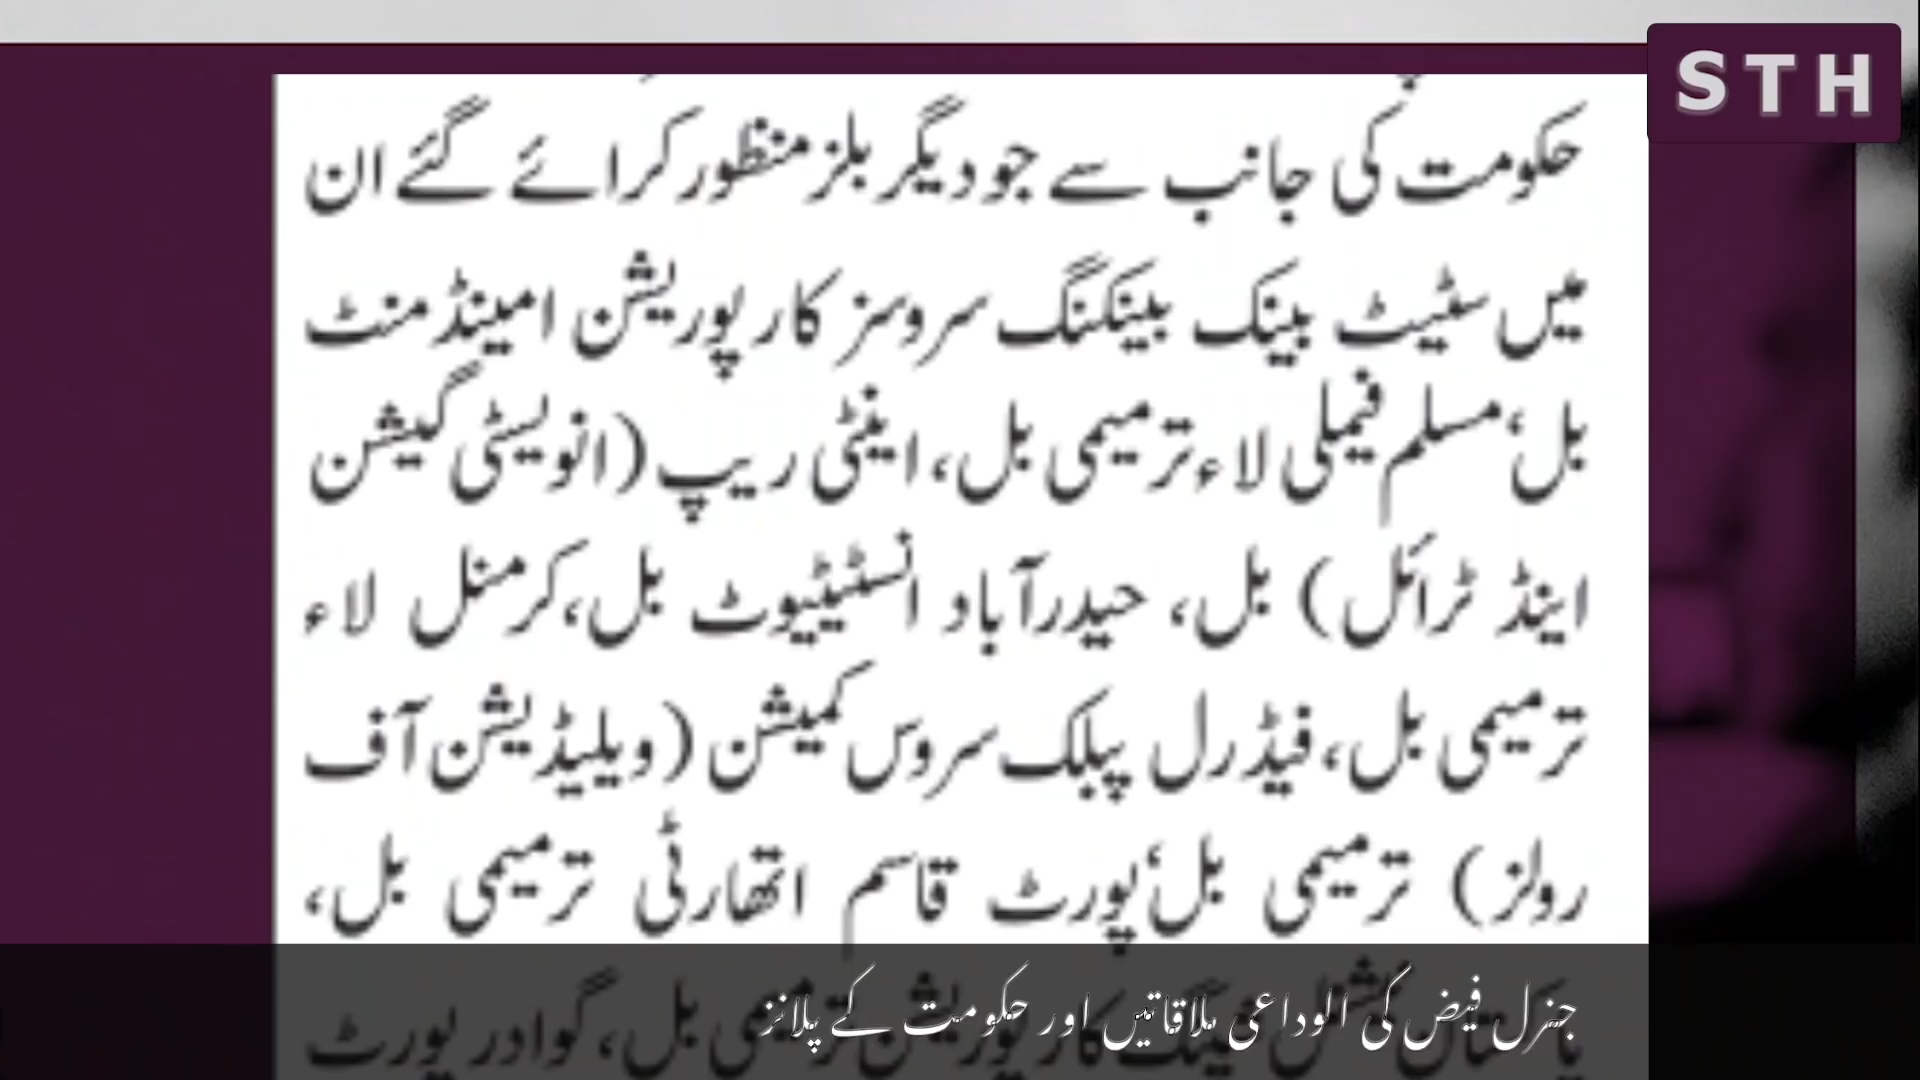 STH
حکومت کی جانب سے جو دیگر بلز منظور کرائے گئے ان
میں سٹیٹ بینک بینکنگ سروسز کارپوریشن امینڈمنٹ
بل، مسلم فیملی لاء ترمیمی بل، اینٹی ریپ (انویسٹی گیشن
اینڈ ٹرائل) بل، حیدرآباد انسٹیٹیوٹ بل، کرمنل لاء
ترمیمی بل، فیڈرل پبلک سروس کمیشن (ویلیڈیشن آف
رولز) ترمیمی بل، پورٹ قاسم اتھارٹی ترمیمی بل،
نیشنل کارپوریشن ترمیمی بل، گوادر پورٹ
جنرل فیض کی الوداعی ملاقاتیں اور حکومت کے پلانز